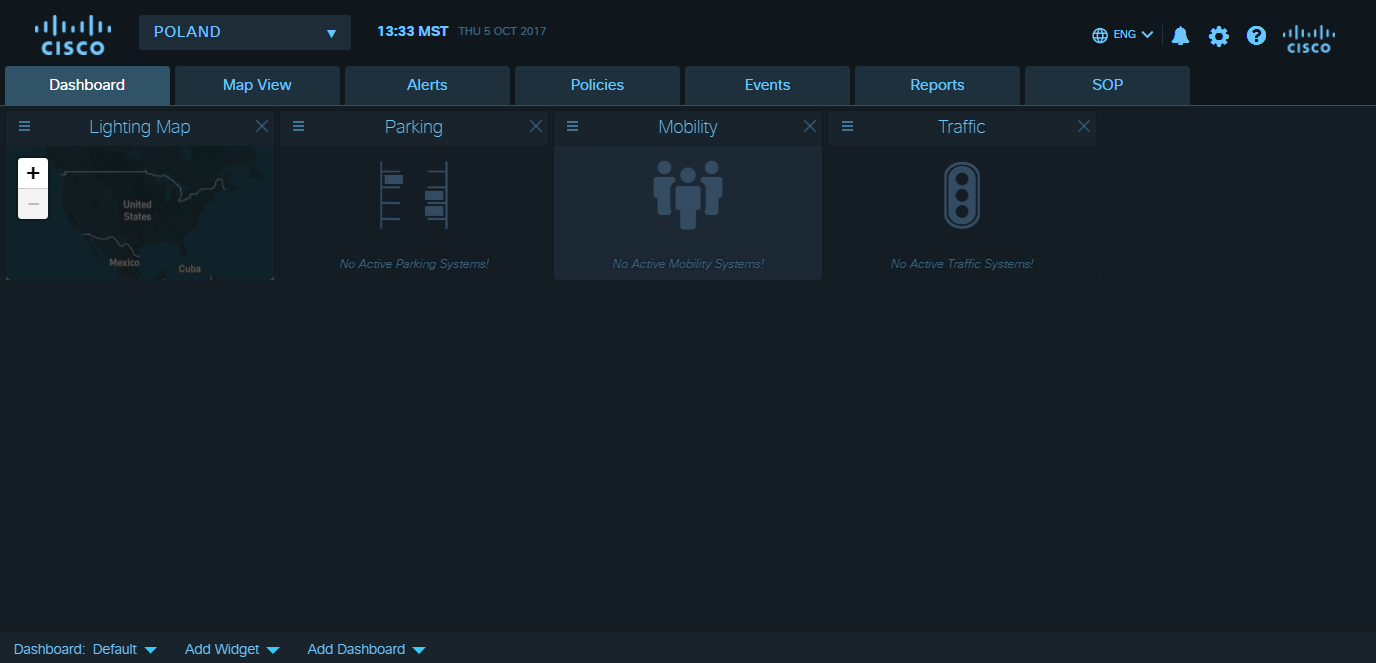 CISCO
POLAND
13:33 MST THU 5 OCT 2017
ENG
CISCO
Dashboard Map View Alerts Policies Events Reports SOP
Lighting Map
Parking
Mobility
Traffic
+
−
United
States
Mexico
Cuba
No Active Parking Systems!
No Active Mobility Systems!
No Active Traffic Systems!
Dashboard: Default Add Widget Add Dashboard